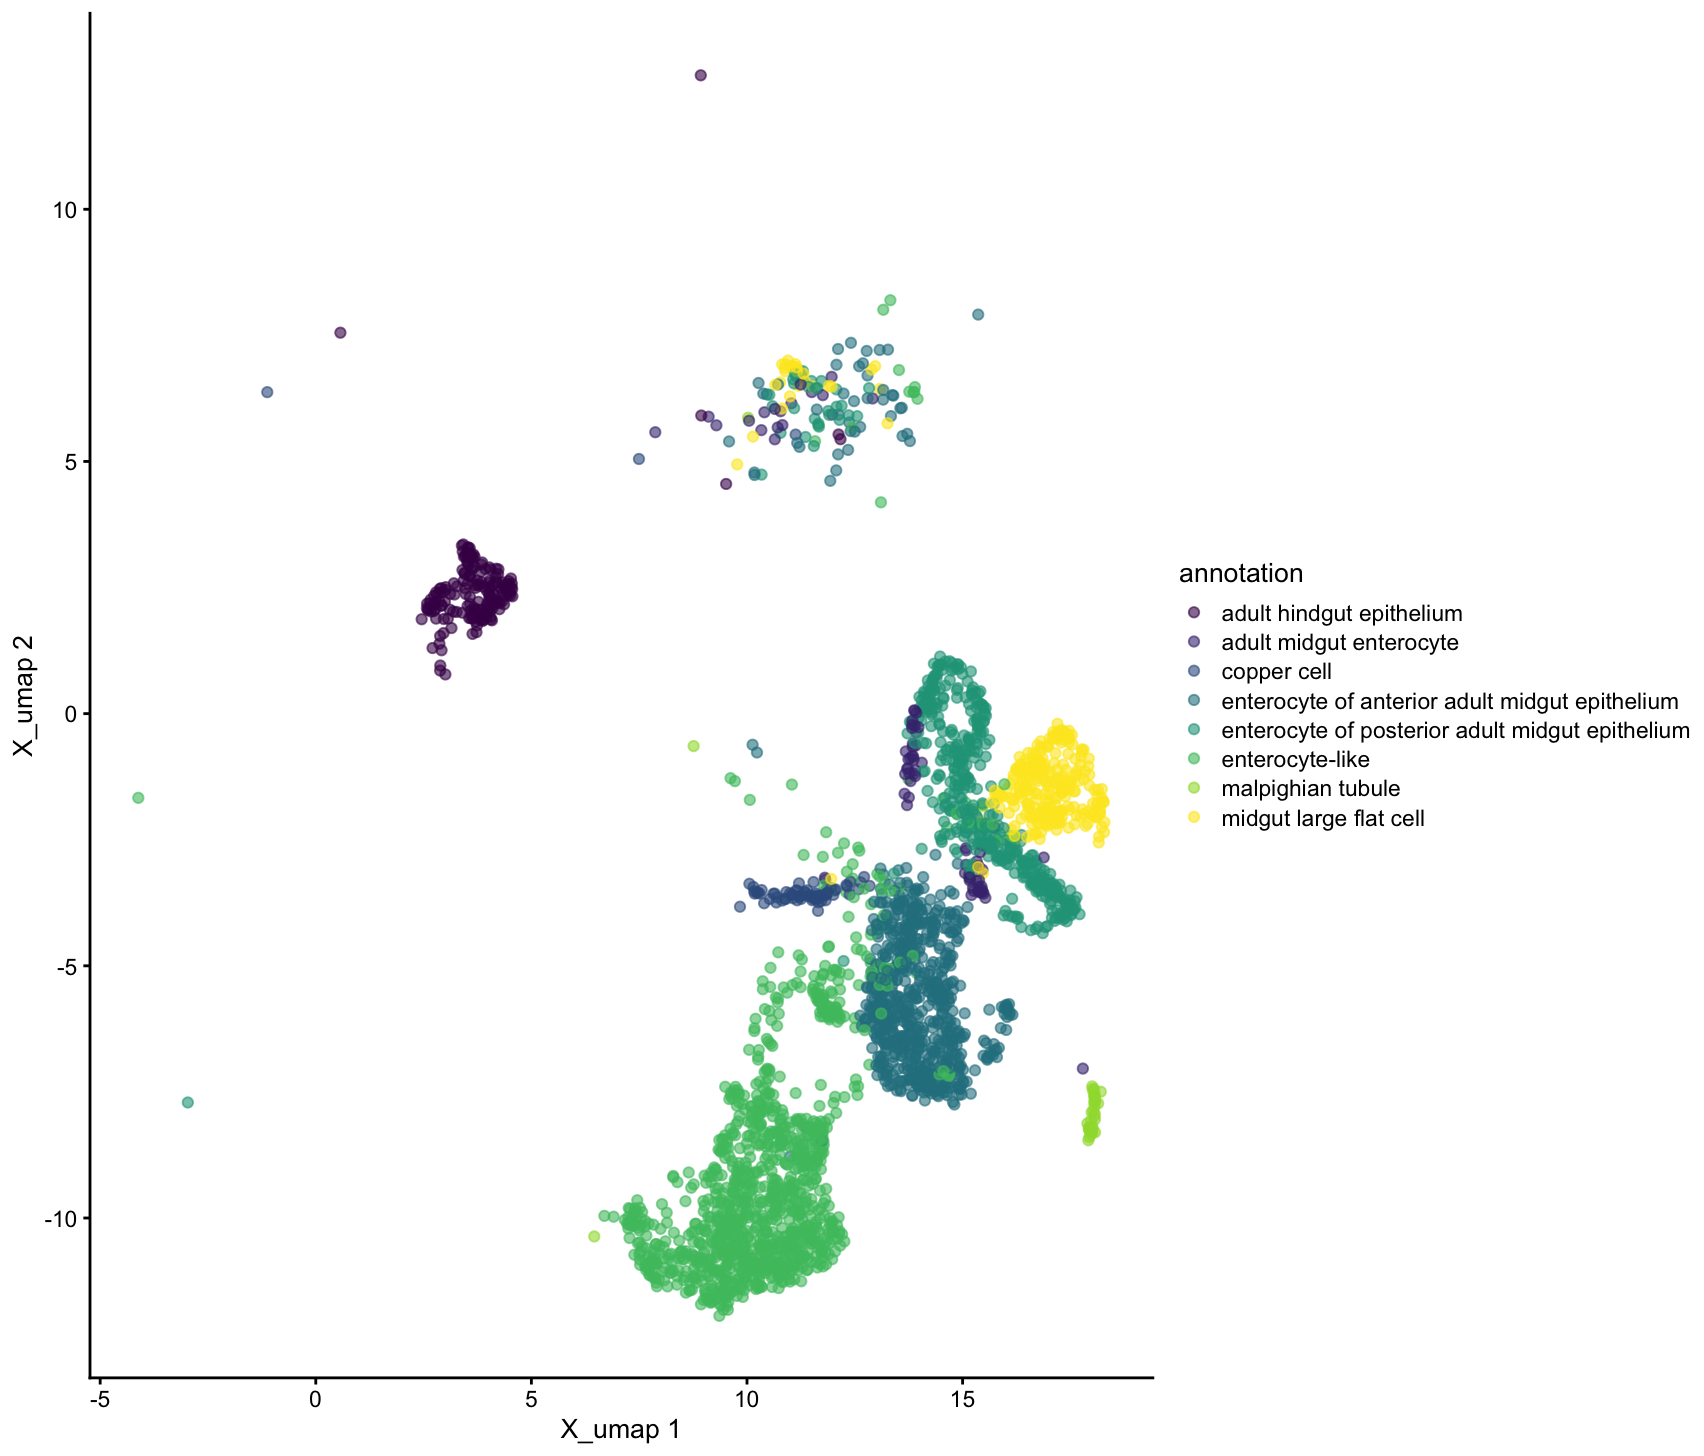 10
5
0
-5
-10
X_umap 2
-5
0
5
10
15
X_umap 1
annotation
adult hindgut epithelium
adult midgut enterocyte
copper cell
enterocyte of anterior adult midgut epithelium
enterocyte of posterior adult midgut epithelium
enterocyte-like
malpighian tubule
midgut large flat cell